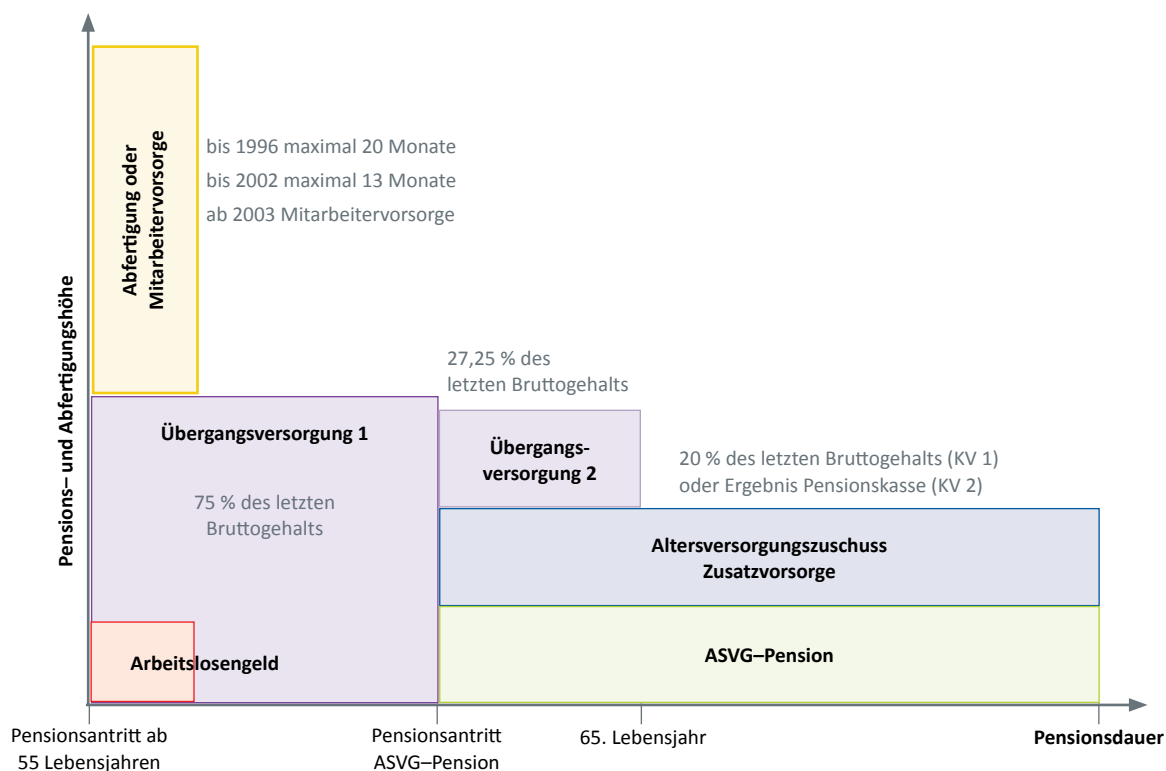 Pensions– und Abfertigungshöhe
Abfertigung oder
Mitarbeitervorsorge
bis 1996 maximal 20 Monate
bis 2002 maximal 13 Monate
ab 2003 Mitarbeitervorsorge
27,25 % des
letzten Bruttogehalts
Übergangsversorgung 1
75 % des letzten
Bruttogehalts
Übergangs-
versorgung 2
20 % des letzten Bruttogehalts (KV 1)
oder Ergebnis Pensionskasse (KV 2)
Altersversorgungszuschuss
Zusatzvorsorge
Arbeitslosengeld
ASVG–Pension
Pensionsantritt ab
55 Lebensjahren
Pensionsantritt
ASVG–Pension
65. Lebensjahr
Pensionsdauer